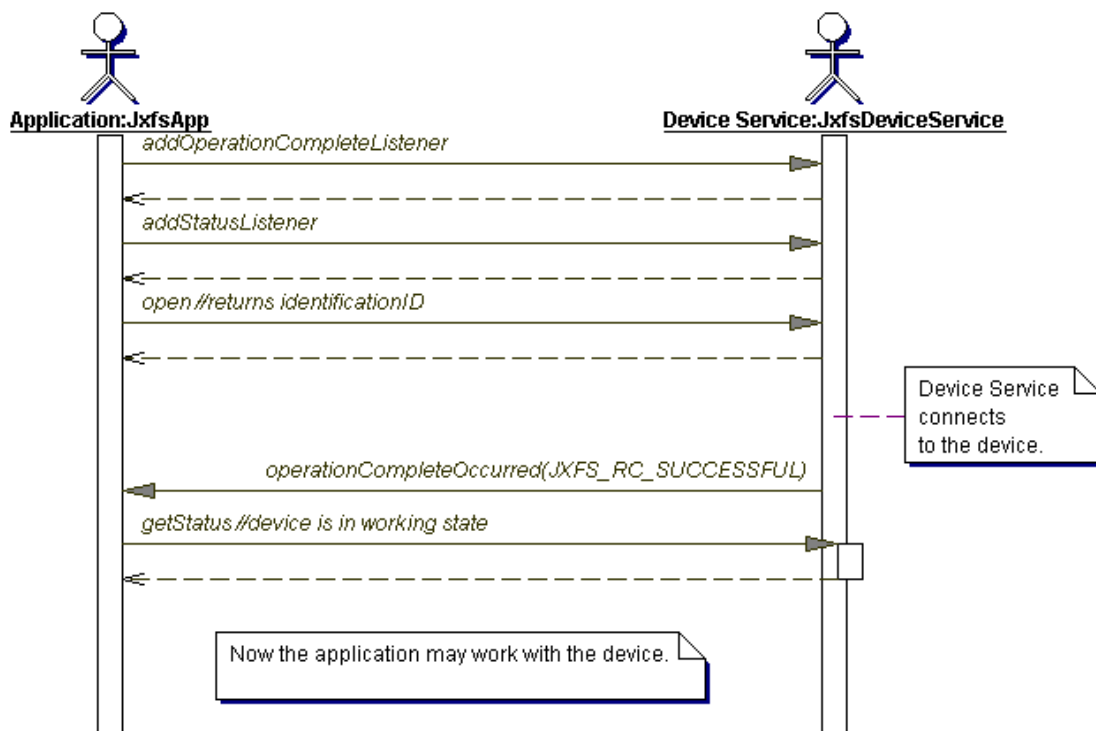 Application:JxfsApp
Device Service:JxfsDeviceService
addOperationCompleteListener
addStatusListener
open //returns identificationID
Device Service
connects
to the device.
operationCompleteOccurred(JXFS_RC_SUCCESSFUL)
getStatus //device is in working state
Now the application may work with the device.